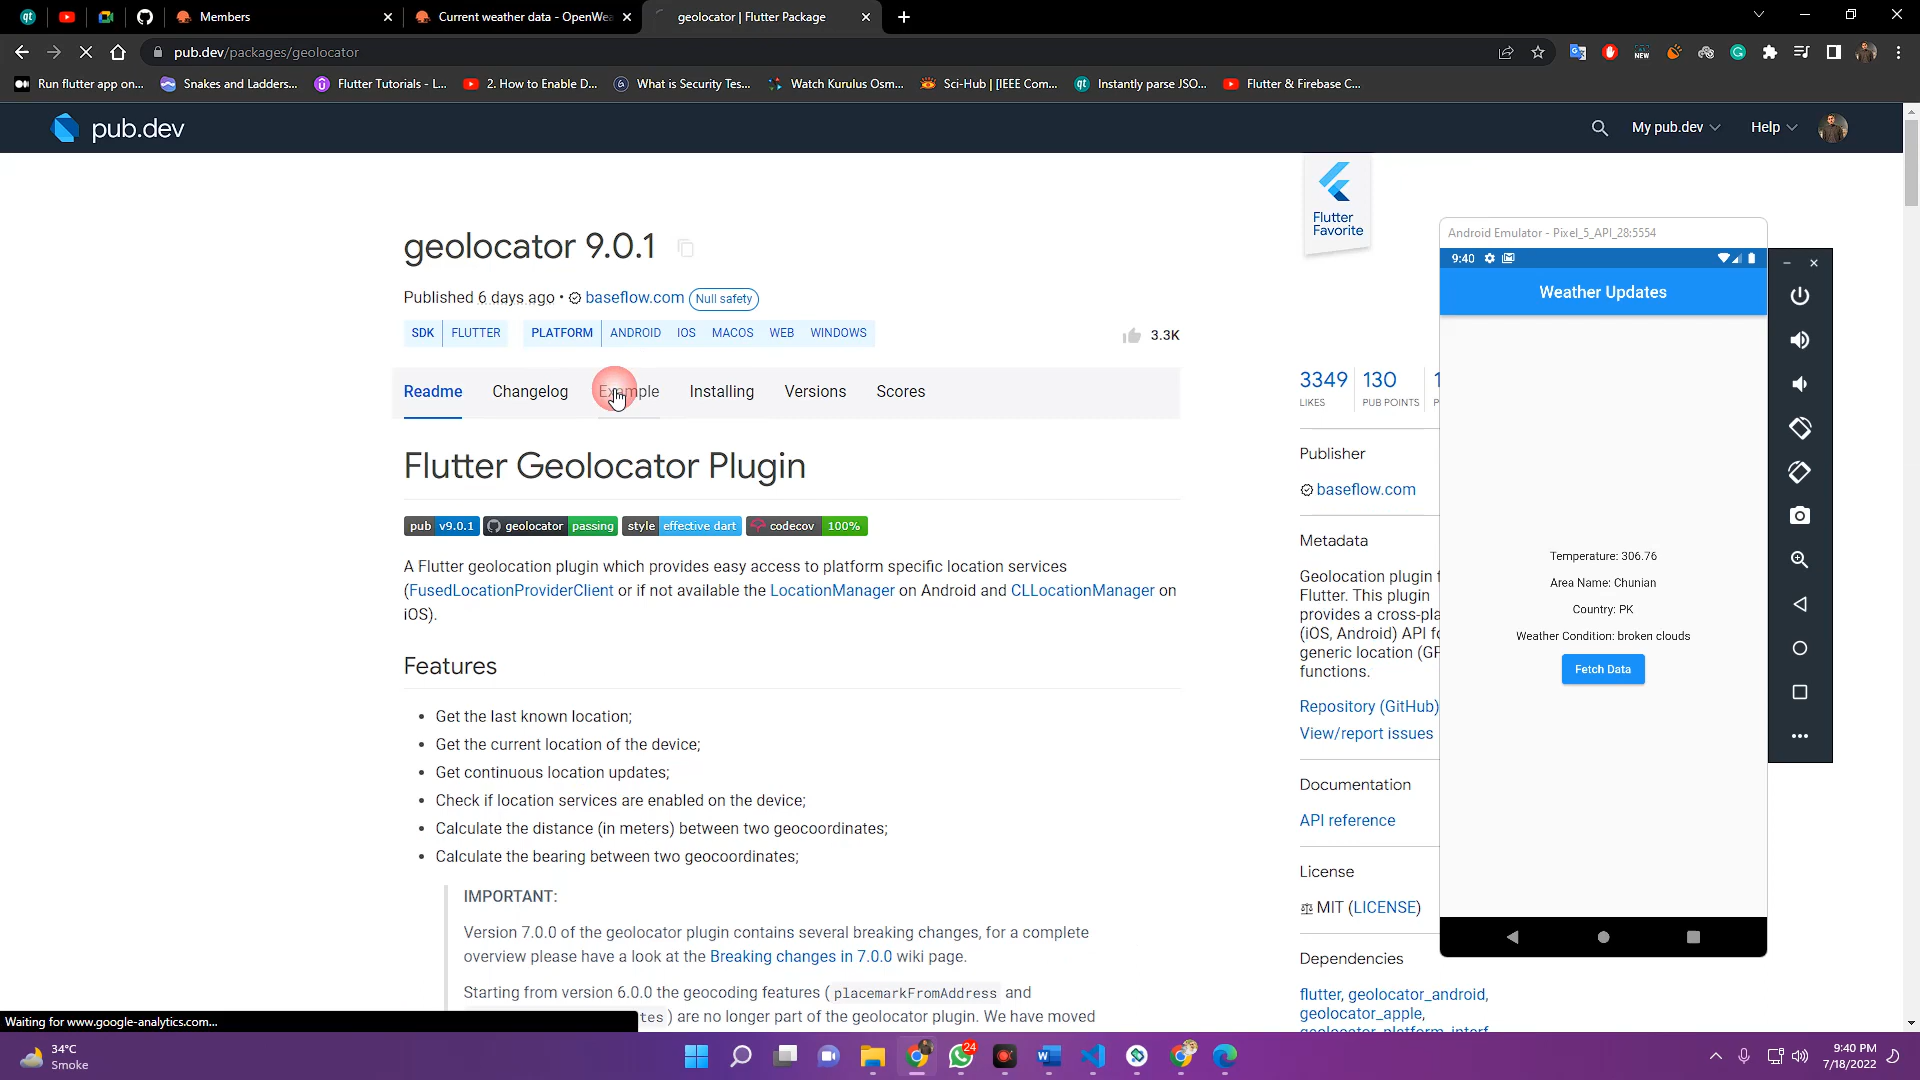 Members
Current weather data - OpenWea
geolocator | Flutter Package
pub.dev/packages/geolocator
Run flutter app on...
Snakes and Ladders...
Flutter Tutorials - L...
2. How to Enable D...
What is Security Tes...
Watch Kurulus Osm...
Sci-Hub | [IEEE Com...
Instantly parse JSO...
Flutter & Firebase C...
pub.dev
My pub.dev
Help
geolocator 9.0.1
Published 6 days ago • baseflow.com Null safety
SDK FLUTTER PLATFORM ANDROID IOS MACOS WEB WINDOWS
3.3K
Readme Changelog Example Installing Versions Scores
Flutter Geolocator Plugin
pub v9.0.1 geolocator passing style effective dart codecov 100%
A Flutter geolocation plugin which provides easy access to platform specific location services
(FusedLocationProviderClient or if not available the LocationManager on Android and CLLocationManager on
iOS).
Features
• Get the last known location;
• Get the current location of the device;
• Get continuous location updates;
• Check if location services are enabled on the device;
• Calculate the distance (in meters) between two geocoordinates;
• Calculate the bearing between two geocoordinates;
IMPORTANT:
Version 7.0.0 of the geolocator plugin contains several breaking changes, for a complete
overview please have a look at the Breaking changes in 7.0.0 wiki page.
Starting from version 6.0.0 the geocoding features ( placemarkFromAddress and
tes ) are no longer part of the geolocator plugin. We have moved
Waiting for www.google-analytics.com...
Flutter
Favorite
3349 130 1
LIKES PUB POINTS P
Publisher
baseflow.com
Metadata
Geolocation plugin f
Flutter. This plugin
provides a cross-pla
(iOS, Android) API fo
generic location (GP
functions.
Repository (GitHub)
View/report issues
Documentation
API reference
License
MIT (LICENSE)
Dependencies
flutter, geolocator_android,
geolocator_apple,
geolocator_platform_interf
Android Emulator - Pixel_5_API_28:5554
9:40
Weather Updates
Temperature: 306.76
Area Name: Chunian
Country: PK
Weather Condition: broken clouds
Fetch Data
34°C
Smoke
24
9:40 PM
7/18/2022